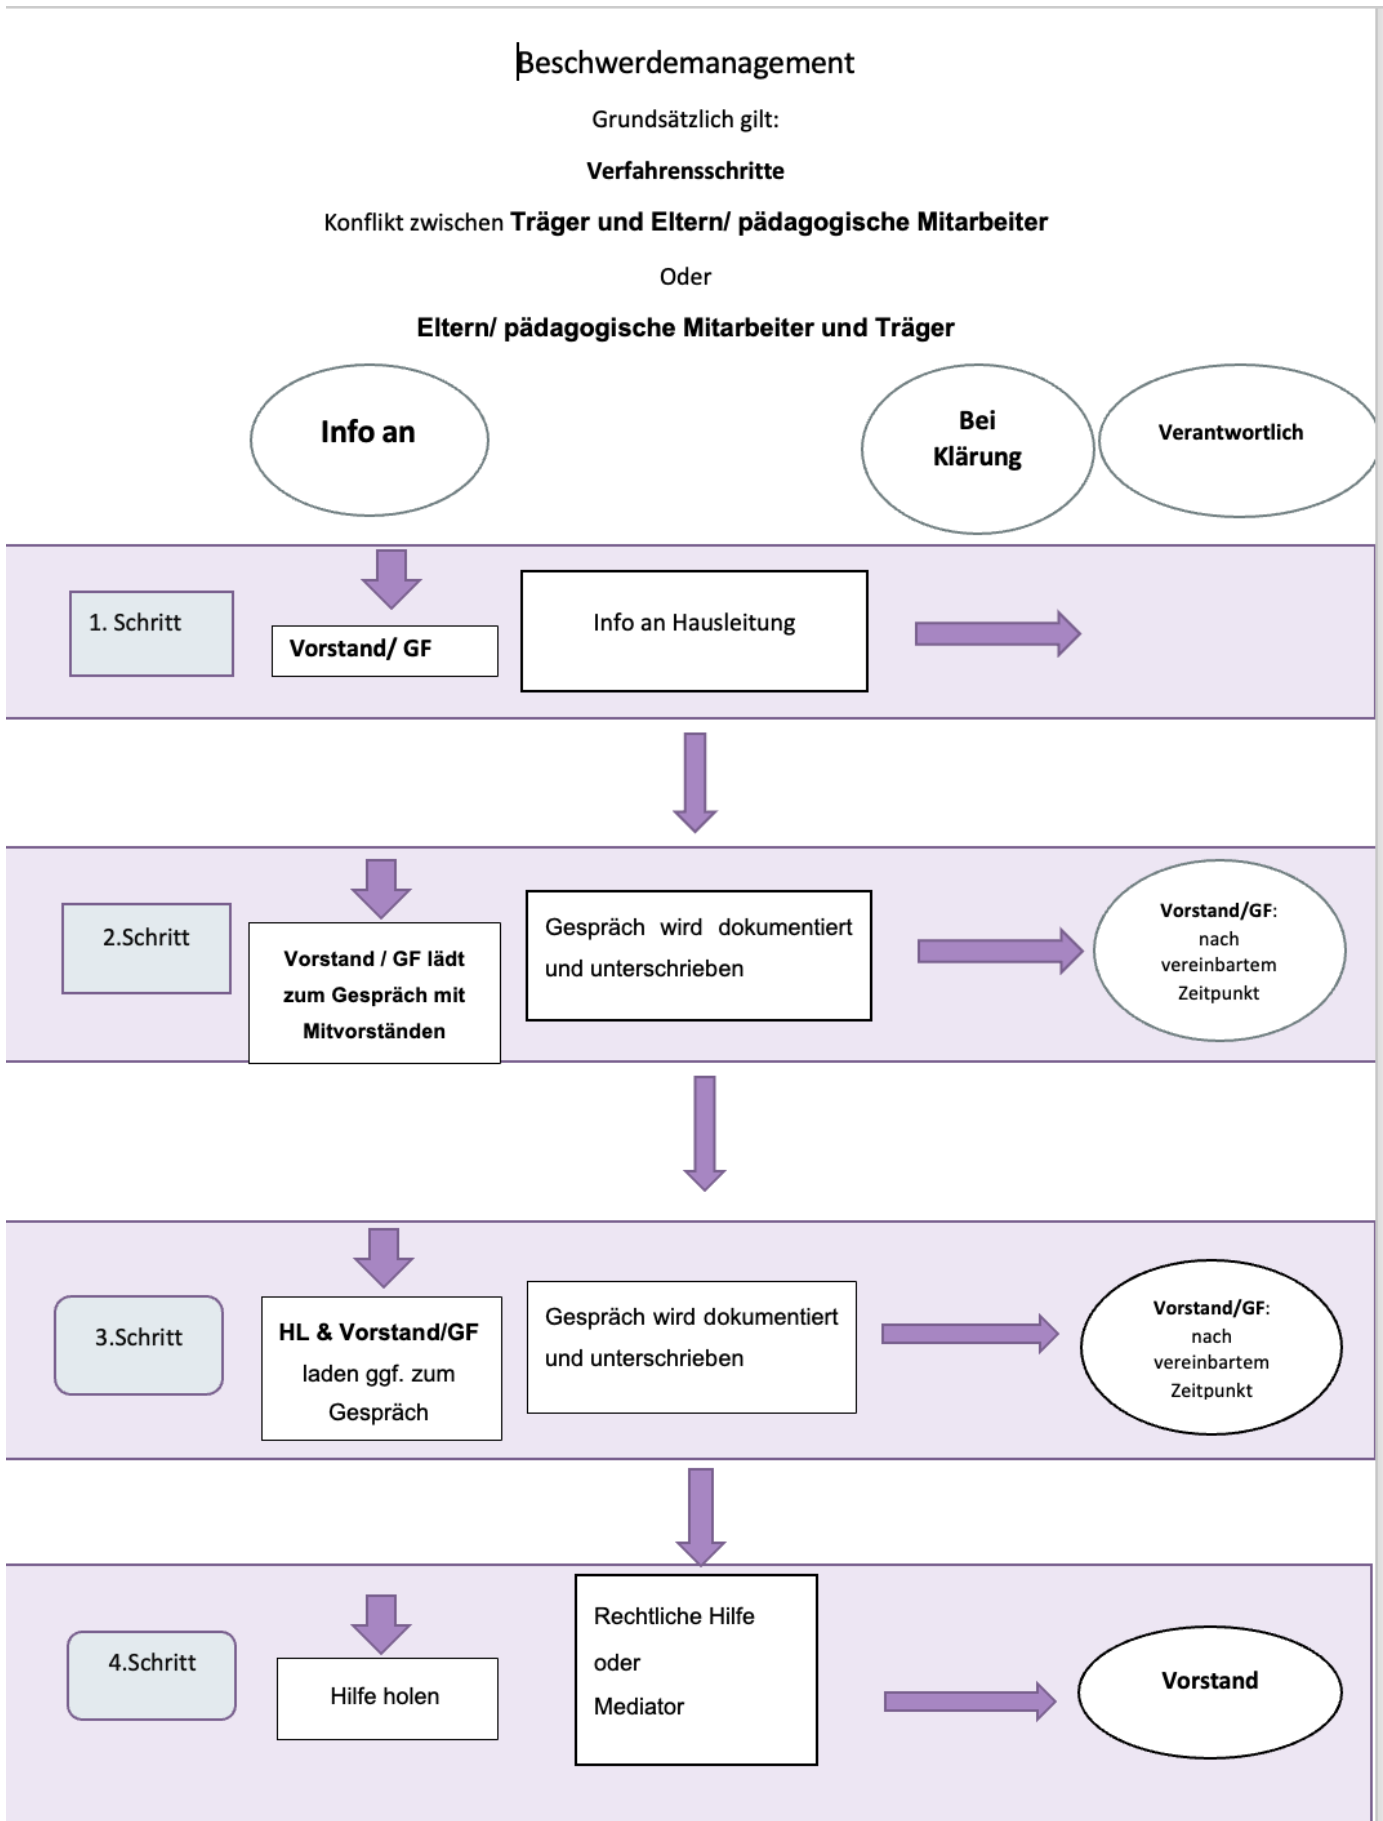 Beschwerdemanagement
Grundsätzlich gilt:
Verfahrensschritte
Konflikt zwischen Träger und Eltern/ pädagogische Mitarbeiter
Oder
Eltern/ pädagogische Mitarbeiter und Träger
Info an
Bei
Klärung
Verantwortlich
1. Schritt
Vorstand/ GF
Info an Hausleitung
2.Schritt
Vorstand / GF lädt
zum Gespräch mit
Mitvorständen
Gespräch wird dokumentiert
und unterschrieben
Vorstand/GF:
nach
vereinbartem
Zeitpunkt
3.Schritt
HL & Vorstand/GF
laden ggf. zum
Gespräch
Gespräch wird dokumentiert
und unterschrieben
Vorstand/GF:
nach
vereinbartem
Zeitpunkt
4.Schritt
Hilfe holen
Rechtliche Hilfe
oder
Mediator
Vorstand